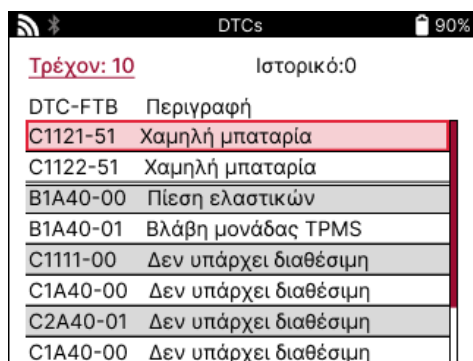 DTCs 90%
Τρέχον: 10 Ιστορικό:0
DTC-FTB Περιγραφή
C1121-51 Χαμηλή μπαταρία
C1122-51 Χαμηλή μπαταρία
B1A40-00 Πίεση ελαστικών
B1A40-01 Βλάβη μονάδας TPMS
C1111-00 Δεν υπάρχει διαθέσιμη
C1A40-00 Δεν υπάρχει διαθέσιμη
C2A40-01 Δεν υπάρχει διαθέσιμη
C1A40-00 Δεν υπάρχει διαθέσιμη